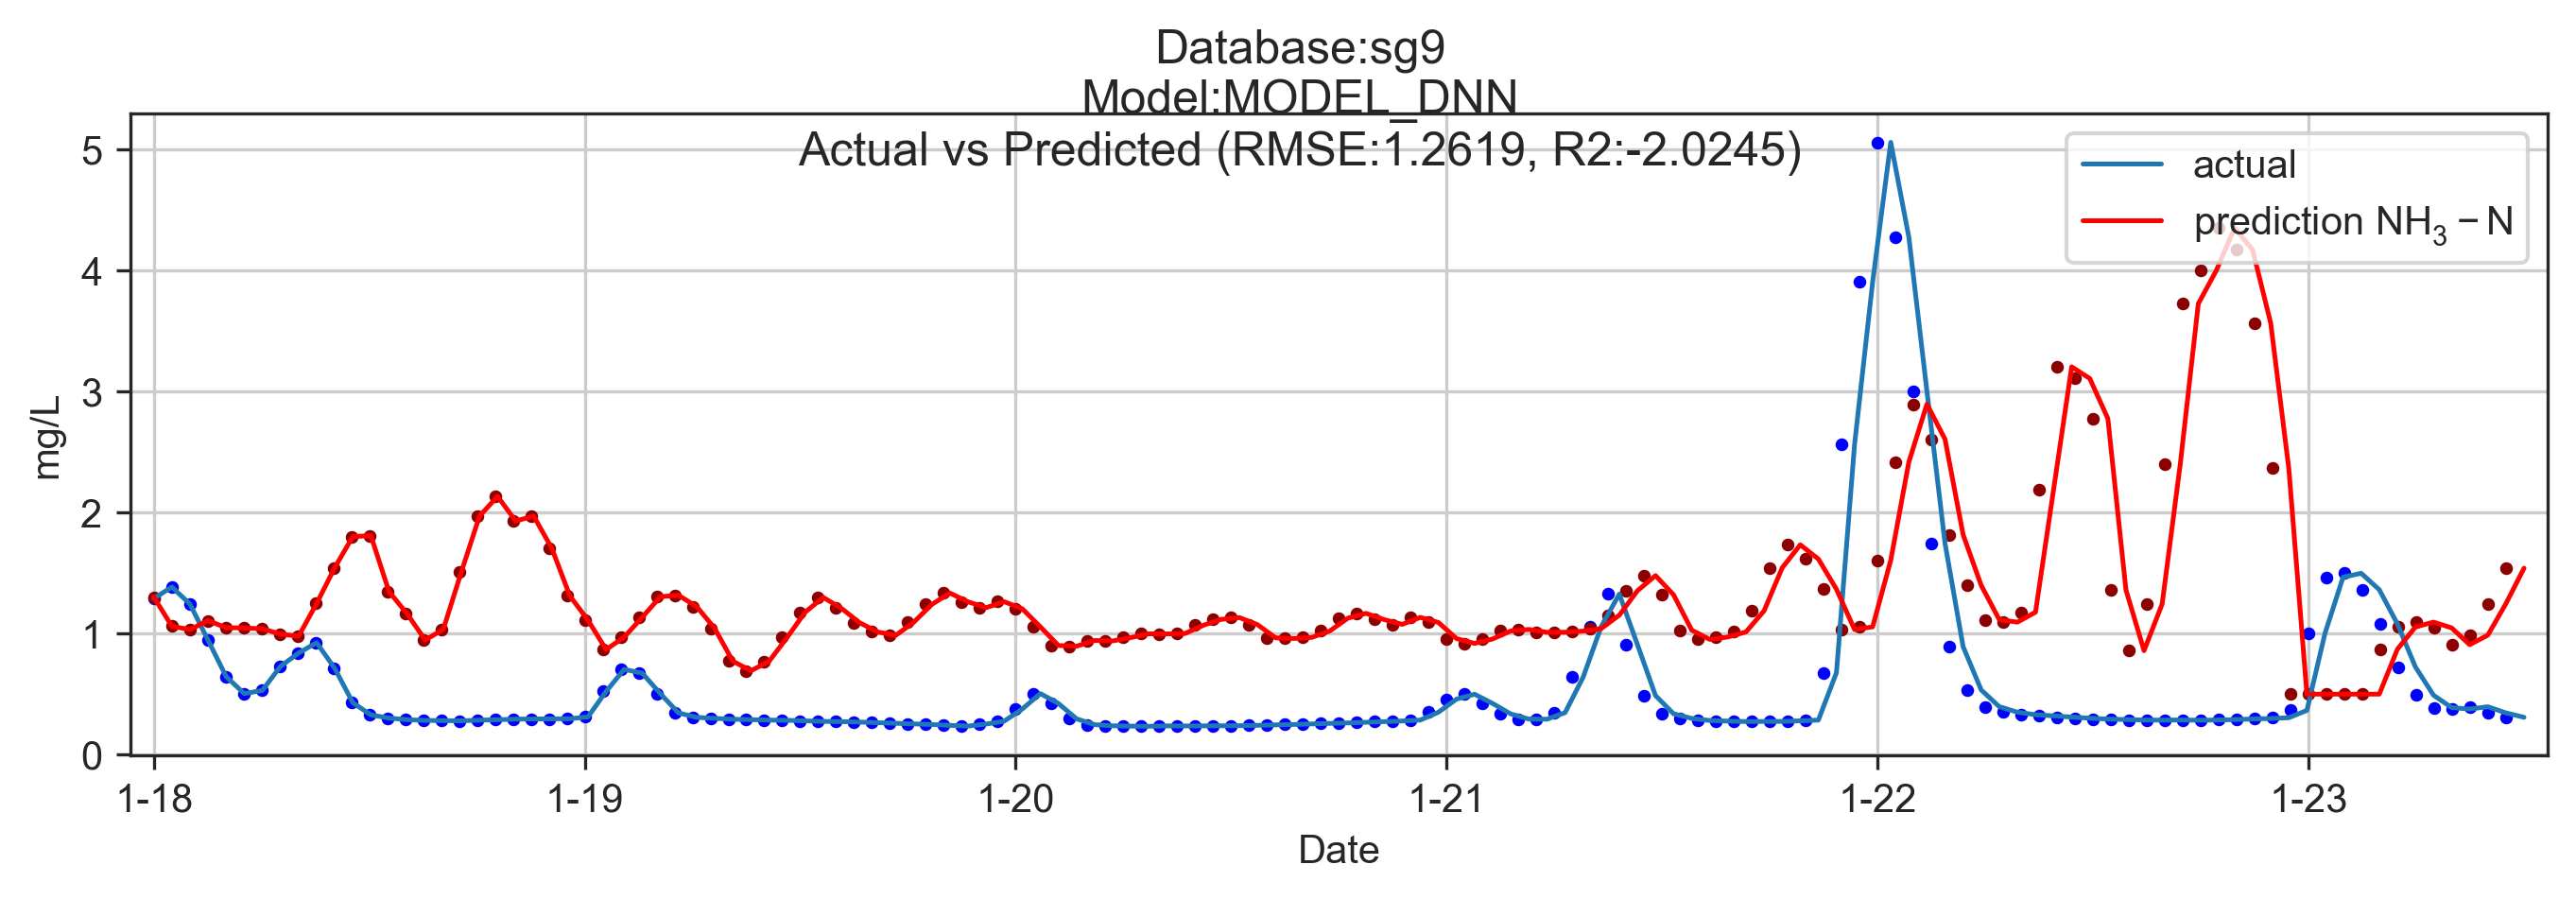 Database:sg9
Model:MODEL_DNN
Actual vs Predicted (RMSE:1.2619, R2:-2.0245)
actual
prediction NH₃ − N
5
4
3
2
1
0
mg/L
1-18 1-19 1-20 1-21 1-22 1-23
Date